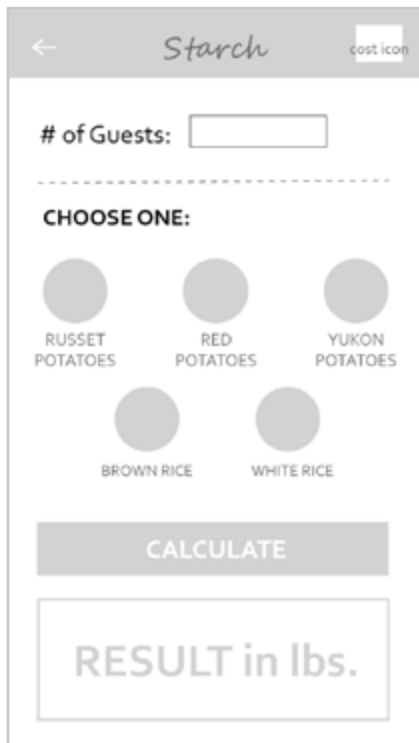 Starch
cost icon
# of Guests:
CHOOSE ONE:
RUSSET
POTATOES
RED
POTATOES
YUKON
POTATOES
BROWN RICE
WHITE RICE
CALCULATE
RESULT in lbs.